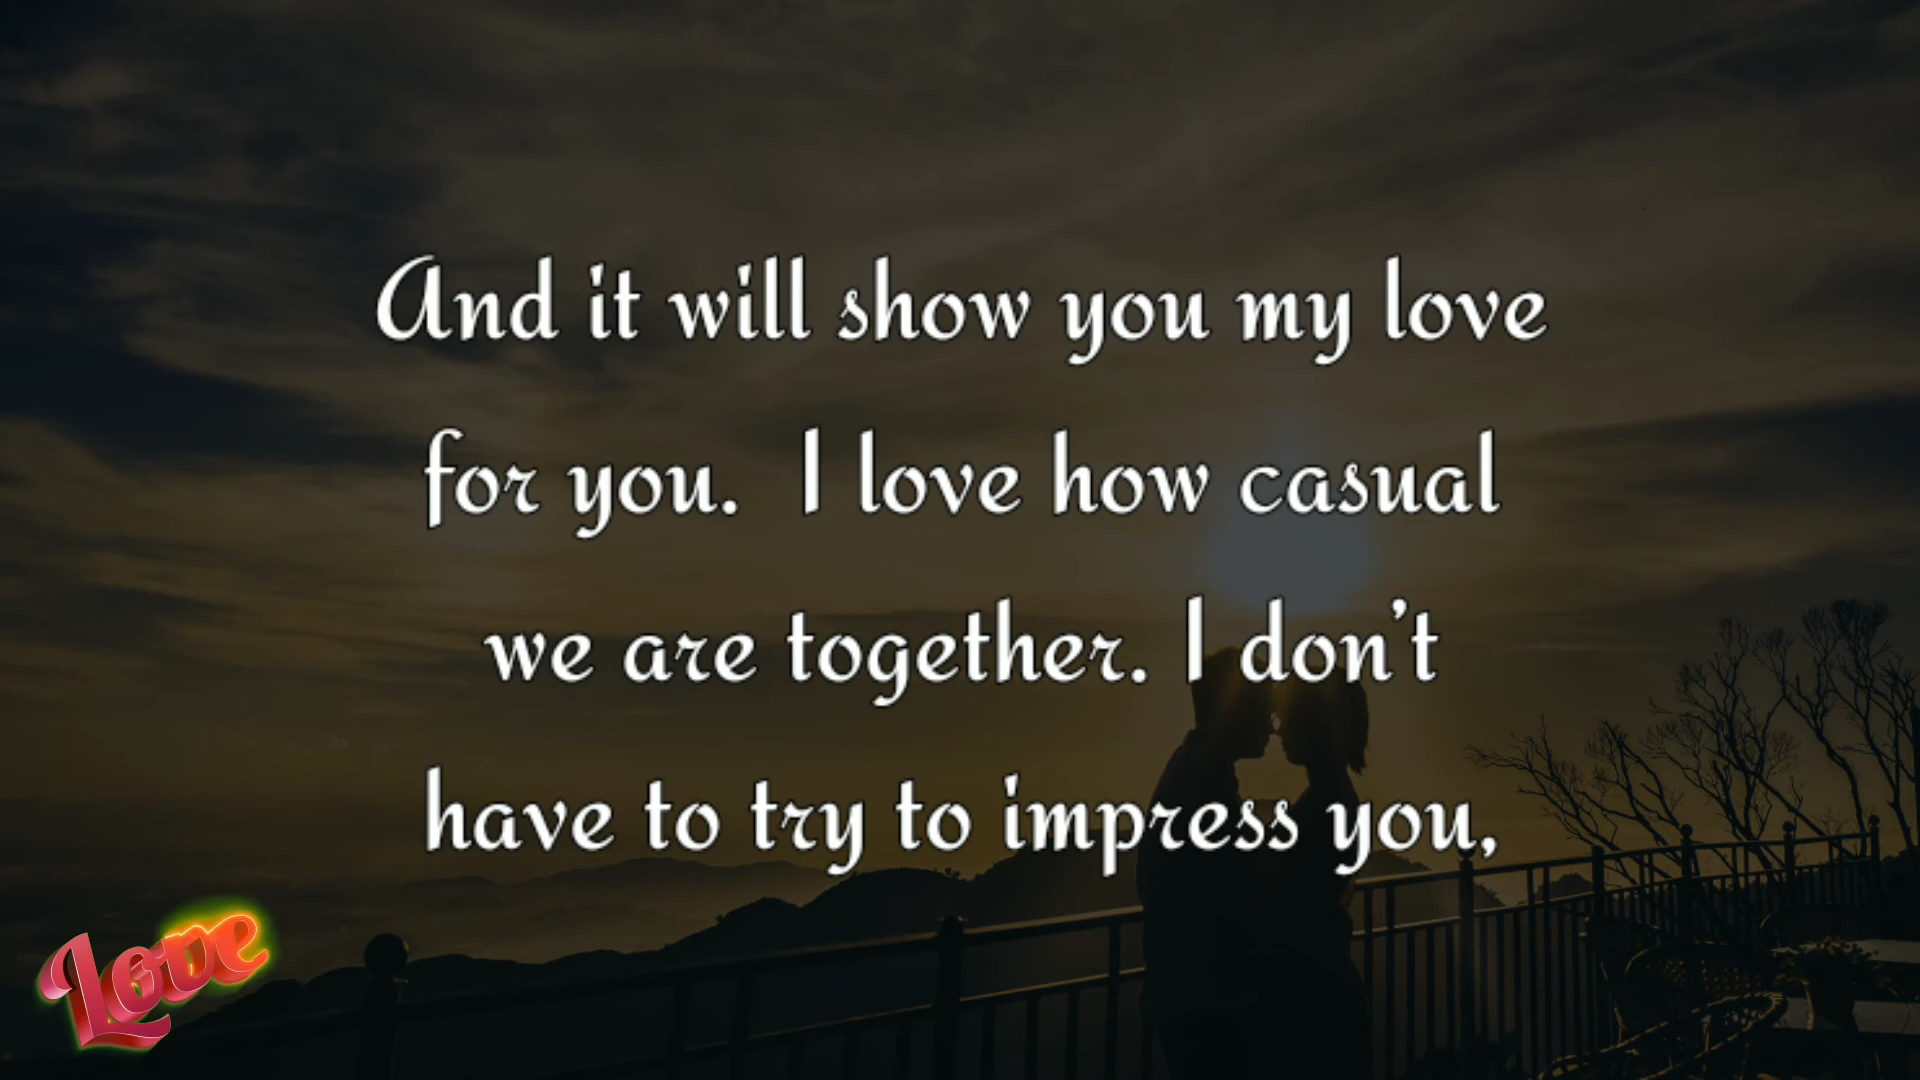 And it will show you my love
for you.  I love how casual
we are together. I don't
have to try to impress you,
Love